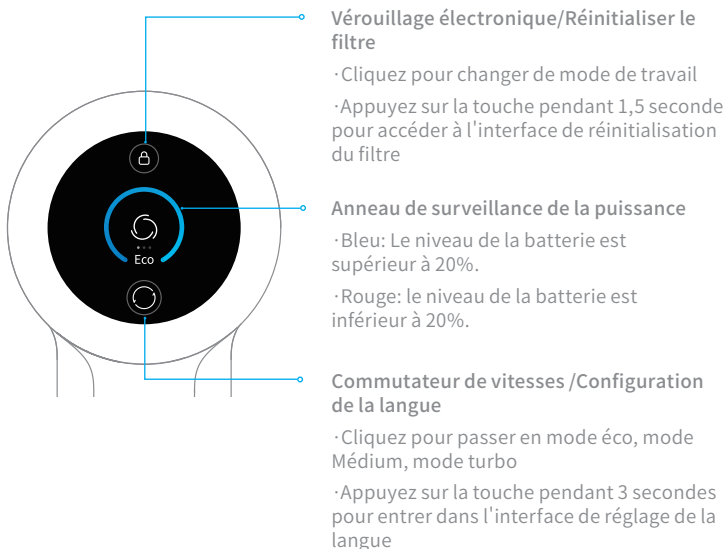 Vérouillage électronique/Réinitialiser le
filtre
·Cliquez pour changer de mode de travail
·Appuyez sur la touche pendant 1,5 seconde
pour accéder à l'interface de réinitialisation
du filtre
Eco
Anneau de surveillance de la puissance
·Bleu: Le niveau de la batterie est
supérieur à 20%.
·Rouge: le niveau de la batterie est
inférieur à 20%.
Commutateur de vitesses /Configuration
de la langue
·Cliquez pour passer en mode éco, mode
Médium, mode turbo
·Appuyez sur la touche pendant 3 secondes
pour entrer dans l'interface de réglage de la
langue